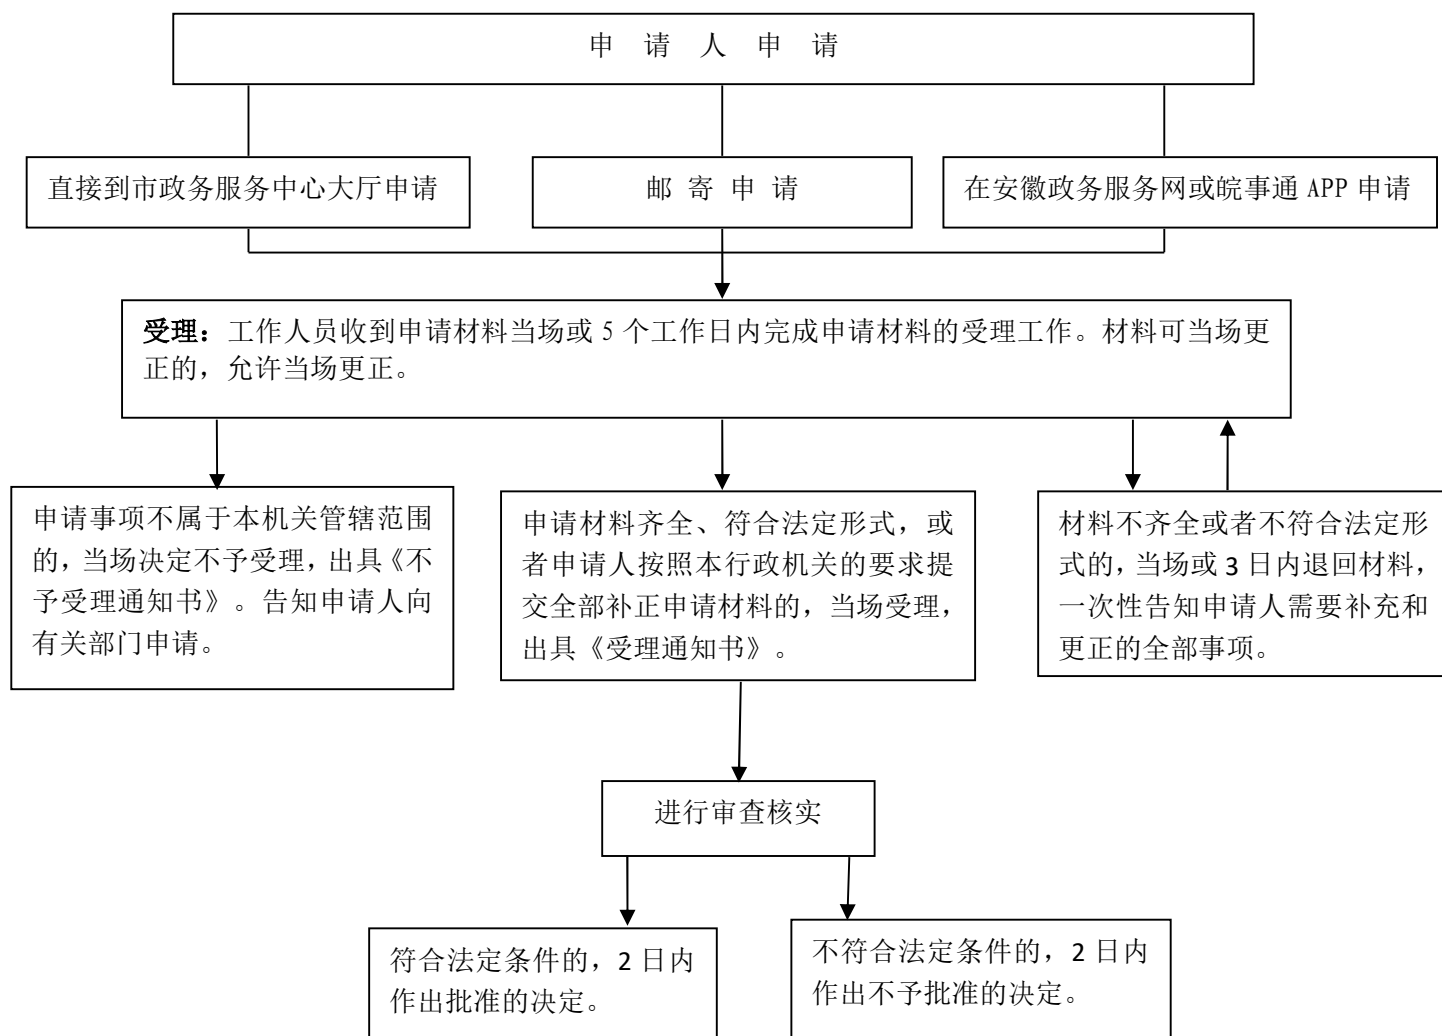 申 请 人 申 请
直接到市政务服务中心大厅申请
邮 寄 申 请
在安徽政务服务网或皖事通 APP 申请
受理：工作人员收到申请材料当场或 5 个工作日内完成申请材料的受理工作。材料可当场更
正的，允许当场更正。
申请事项不属于本机关管辖范围
的，当场决定不予受理，出具《不
予受理通知书》。告知申请人向
有关部门申请。
申请材料齐全、符合法定形式，或
者申请人按照本行政机关的要求提
交全部补正申请材料的，当场受理，
出具《受理通知书》。
材料不齐全或者不符合法定形
式的，当场或 3 日内退回材料，
一次性告知申请人需要补充和
更正的全部事项。
进行审查核实
符合法定条件的，2 日内
作出批准的决定。
不符合法定条件的，2 日内
作出不予批准的决定。